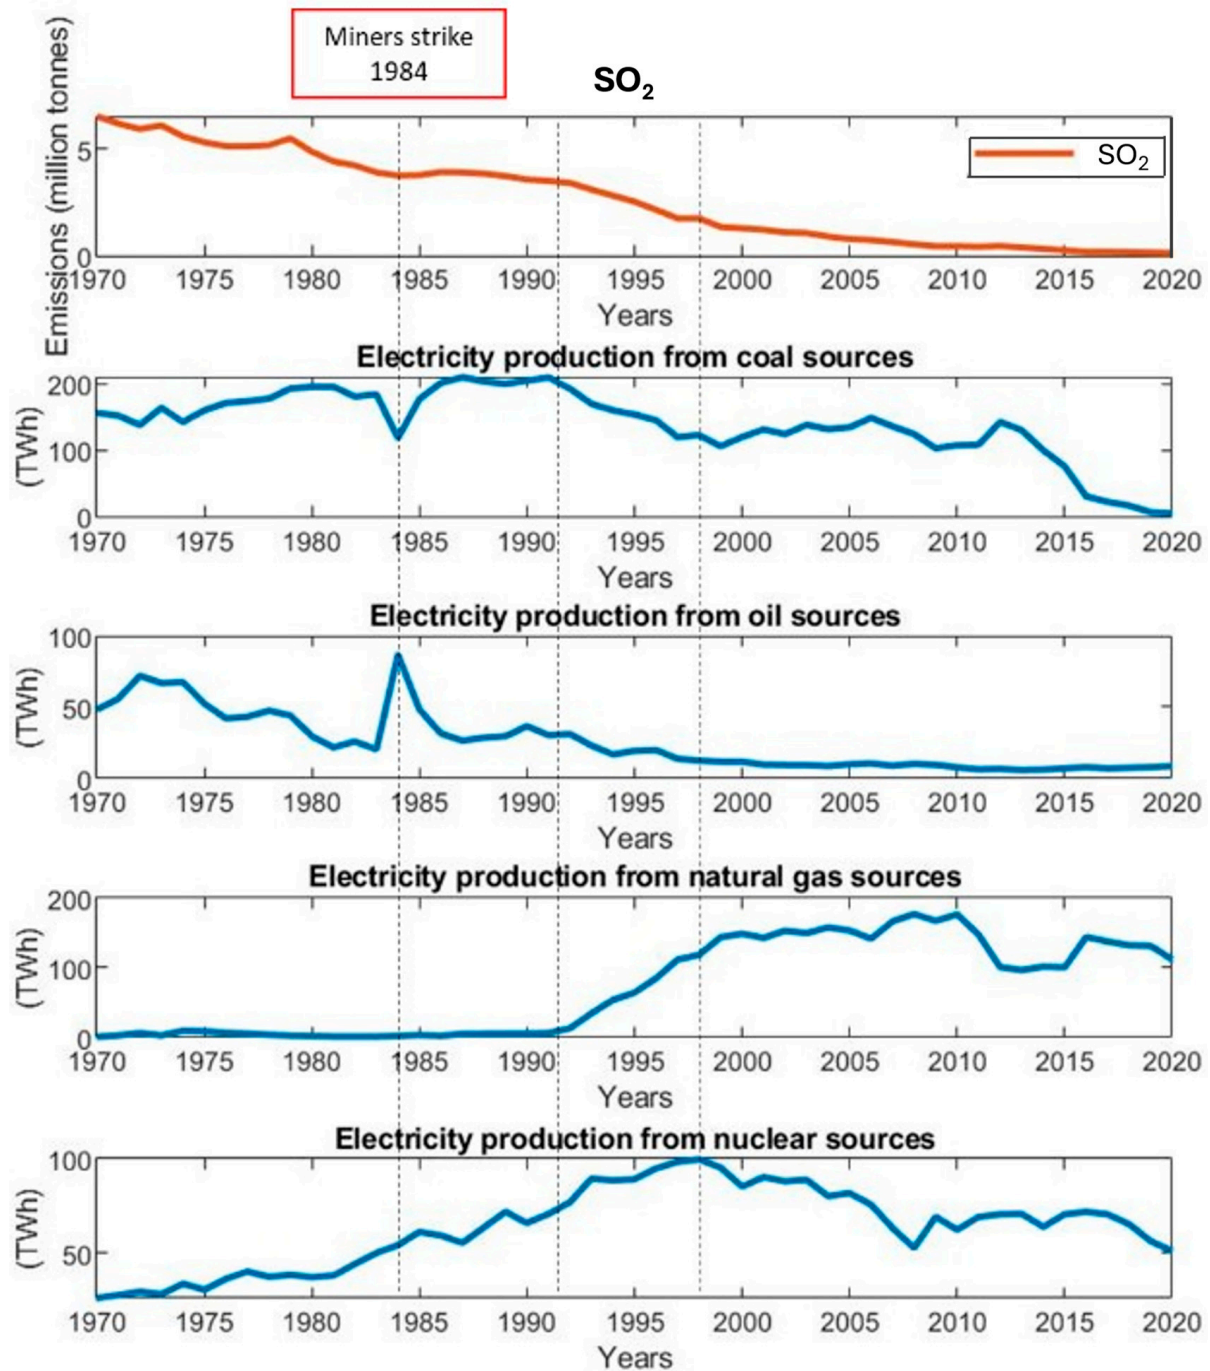 Miners strike
1984
SO₂
Emissions (million tonnes)
5
0
SO₂
1970 1975 1980 1985 1990 1995 2000 2005 2010 2015 2020
Years
Electricity production from coal sources
(TWh)
200
100
0
1970 1975 1980 1985 1990 1995 2000 2005 2010 2015 2020
Years
Electricity production from oil sources
(TWh)
100
50
0
1970 1975 1980 1985 1990 1995 2000 2005 2010 2015 2020
Years
Electricity production from natural gas sources
(TWh)
200
100
0
1970 1975 1980 1985 1990 1995 2000 2005 2010 2015 2020
Years
Electricity production from nuclear sources
(TWh)
100
50
1970 1975 1980 1985 1990 1995 2000 2005 2010 2015 2020
Years